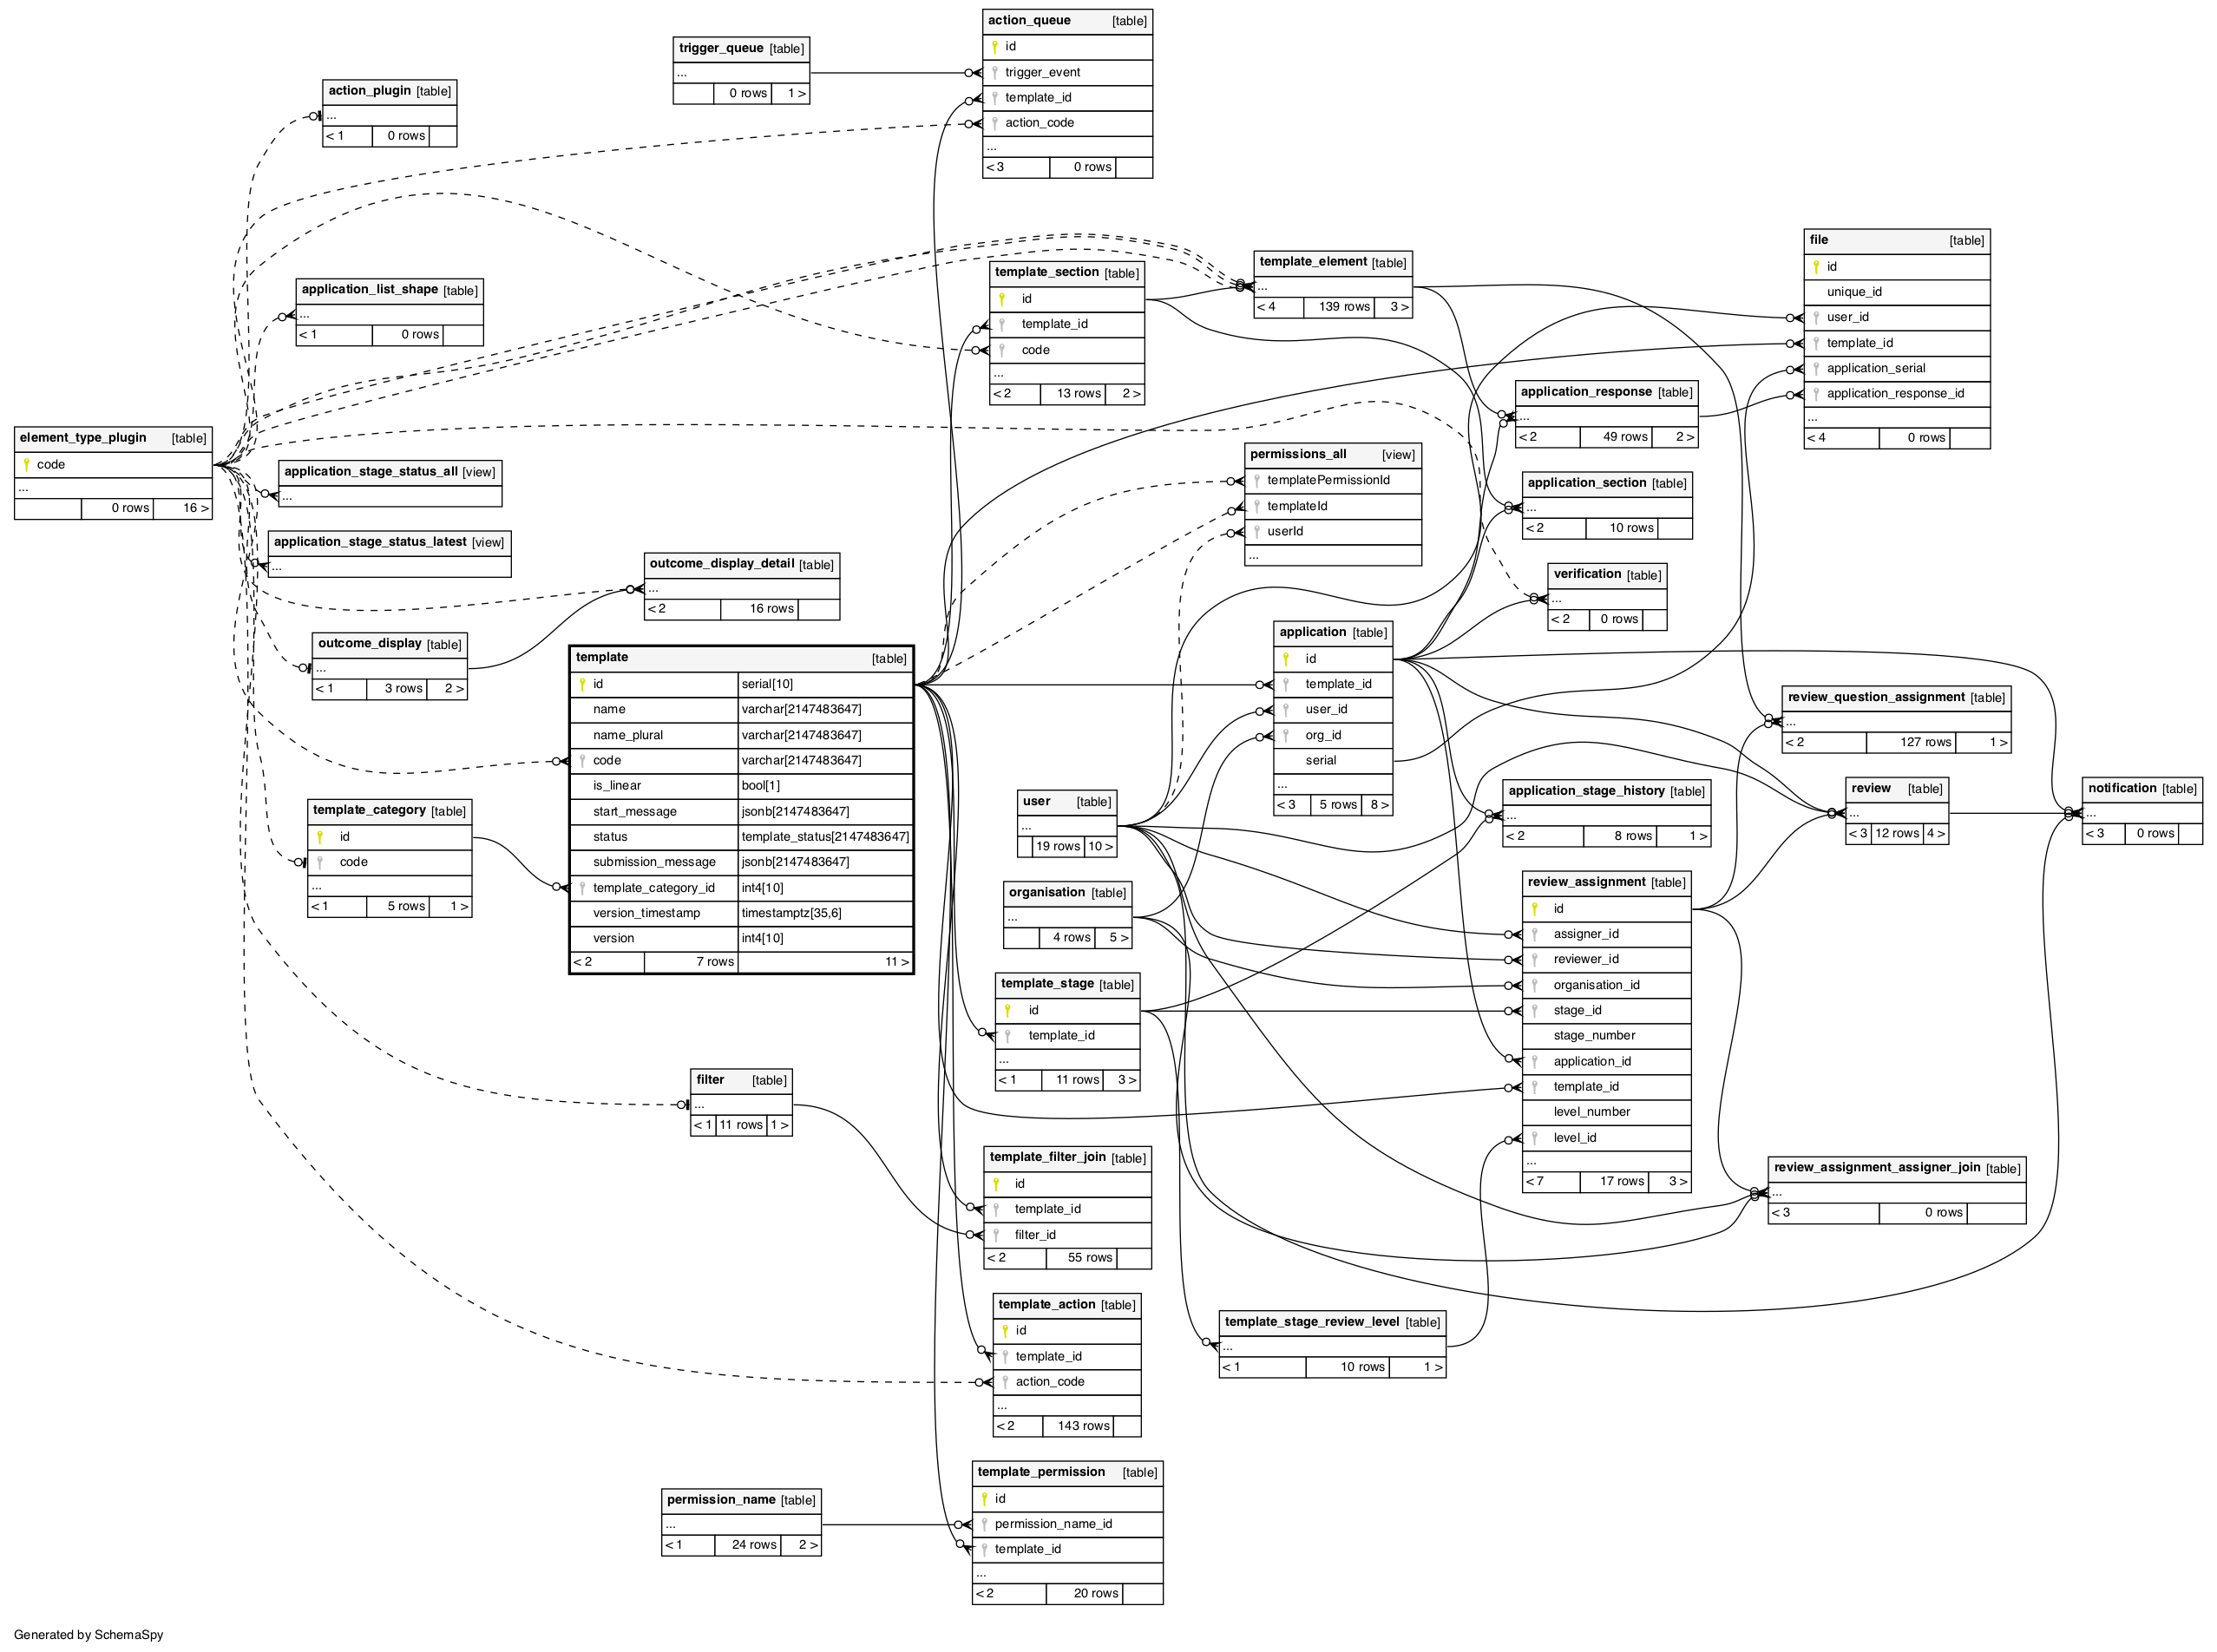 action_queue [table]
id
trigger_event
template_id
action_code
...
< 3 0 rows
trigger_queue [table]
...
0 rows 1 >
action_plugin [table]
...
< 1 0 rows
application_list_shape [table]
...
< 1 0 rows
template_section [table]
id
template_id
code
...
< 2 13 rows 2 >
template_element [table]
...
< 4 139 rows 3 >
file [table]
id
unique_id
user_id
template_id
application_serial
application_response_id
...
< 4 0 rows
application_response [table]
...
< 2 49 rows 2 >
element_type_plugin [table]
code
...
0 rows 16 >
application_stage_status_all [view]
...
permissions_all [view]
templatePermissionId
templateId
userId
...
application_section [table]
...
< 2 10 rows
application_stage_status_latest [view]
...
outcome_display_detail [table]
...
< 2 16 rows
verification [table]
...
< 2 0 rows
outcome_display [table]
...
< 1 3 rows 2 >
template [table]
id serial[10]
name varchar[2147483647]
name_plural varchar[2147483647]
code varchar[2147483647]
is_linear bool[1]
start_message jsonb[2147483647]
status template_status[2147483647]
submission_message jsonb[2147483647]
template_category_id int4[10]
version_timestamp timestamptz[35,6]
version int4[10]
< 2 7 rows 11 >
application [table]
id
template_id
user_id
org_id
serial
...
< 3 5 rows 8 >
review_question_assignment [table]
...
< 2 127 rows 1 >
template_category [table]
id
code
...
< 1 5 rows 1 >
user [table]
...
19 rows 10 >
application_stage_history [table]
...
< 2 8 rows 1 >
review [table]
...
< 3 12 rows 4 >
notification [table]
...
< 3 0 rows
organisation [table]
...
4 rows 5 >
review_assignment [table]
id
assigner_id
reviewer_id
organisation_id
stage_id
stage_number
application_id
template_id
level_number
level_id
...
< 7 17 rows 3 >
template_stage [table]
id
template_id
...
< 1 11 rows 3 >
filter [table]
...
< 1 11 rows 1 >
template_filter_join [table]
id
template_id
filter_id
< 2 55 rows
review_assignment_assigner_join [table]
...
< 3 0 rows
template_action [table]
id
template_id
action_code
...
< 2 143 rows
template_stage_review_level [table]
...
< 1 10 rows 1 >
template_permission [table]
id
permission_name_id
template_id
...
< 2 20 rows
permission_name [table]
...
< 1 24 rows 2 >
Generated by SchemaSpy